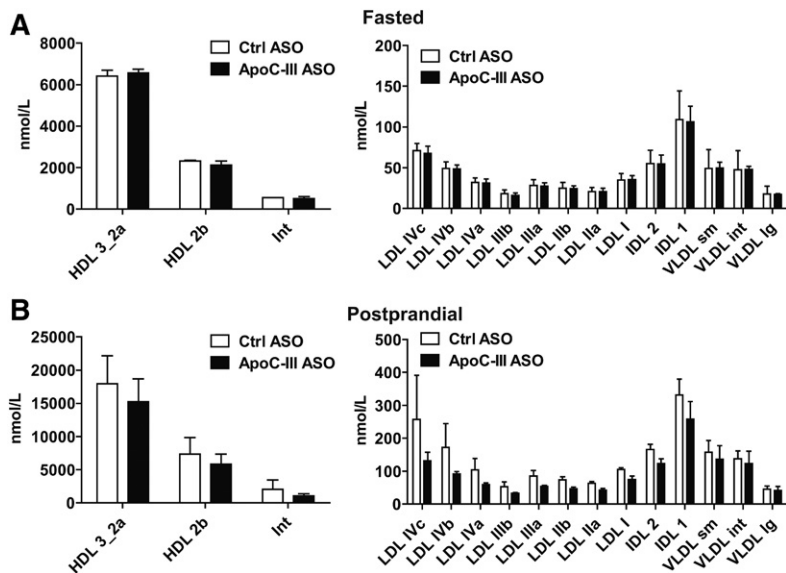 A
Fasted
8000
6000
4000
2000
0
nmol/L
Ctrl ASO
ApoC-III ASO
HDL 3_2a
HDL 2b
Int
200
150
100
50
0
nmol/L
Ctrl ASO
ApoC-III ASO
LDL IVc
LDL IVb
LDL IVa
LDL IIIb
LDL IIIa
LDL IIb
LDL IIa
LDL I
IDL 2
IDL 1
VLDL sm
VLDL int
VLDL lg
B
Postprandial
25000
20000
15000
10000
5000
0
nmol/L
Ctrl ASO
ApoC-III ASO
HDL 3_2a
HDL 2b
Int
500
400
300
200
100
0
nmol/L
Ctrl ASO
ApoC-III ASO
LDL IVc
LDL IVb
LDL IVa
LDL IIIb
LDL IIIa
LDL IIb
LDL IIa
LDL I
IDL 2
IDL 1
VLDL sm
VLDL int
VLDL lg